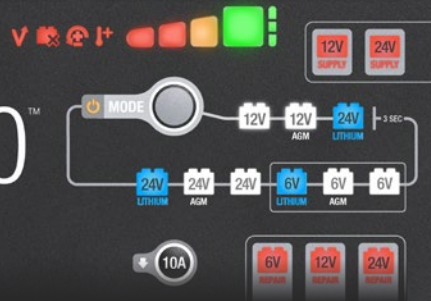 12V
SUPPLY
24V
SUPPLY
™
MODE
12V
12V
AGM
24V
LITHIUM
3 SEC
24V
LITHIUM
24V
AGM
24V
6V
LITHIUM
6V
AGM
6V
10A
6V
REPAIR
12V
REPAIR
24V
REPAIR